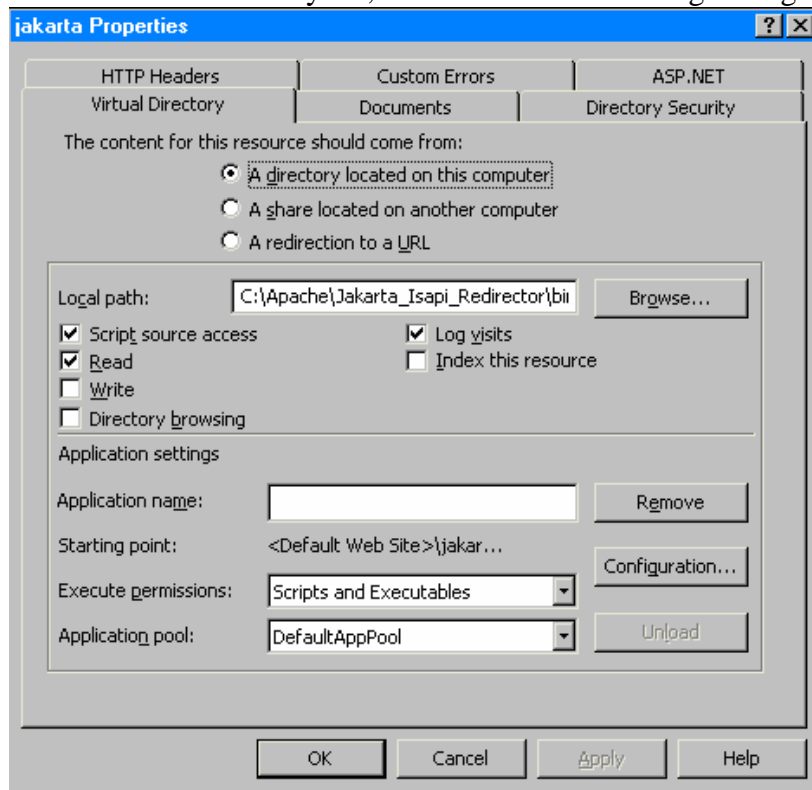 jakarta Properties
HTTP Headers Custom Errors ASP.NET
Virtual Directory Documents Directory Security
The content for this resource should come from:
A directory located on this computer
A share located on another computer
A redirection to a URL
Local path: C:\Apache\Jakarta_Isapi_Redirector\bin Browse...
Script source access Log visits
Read Index this resource
Write
Directory browsing
Application settings
Application name: Remove
Starting point: <Default Web Site>\jakar...
Configuration...
Execute permissions: Scripts and Executables
Application pool: DefaultAppPool Unload
OK Cancel Apply Help